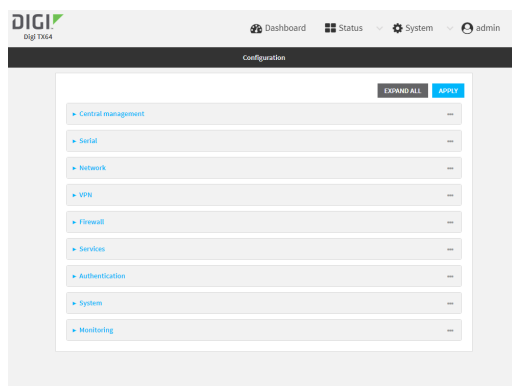 DIGI
Digi TX64
Dashboard Status System admin
Configuration
EXPAND ALL APPLY
Central management
Serial
Network
VPN
Firewall
Services
Authentication
System
Monitoring